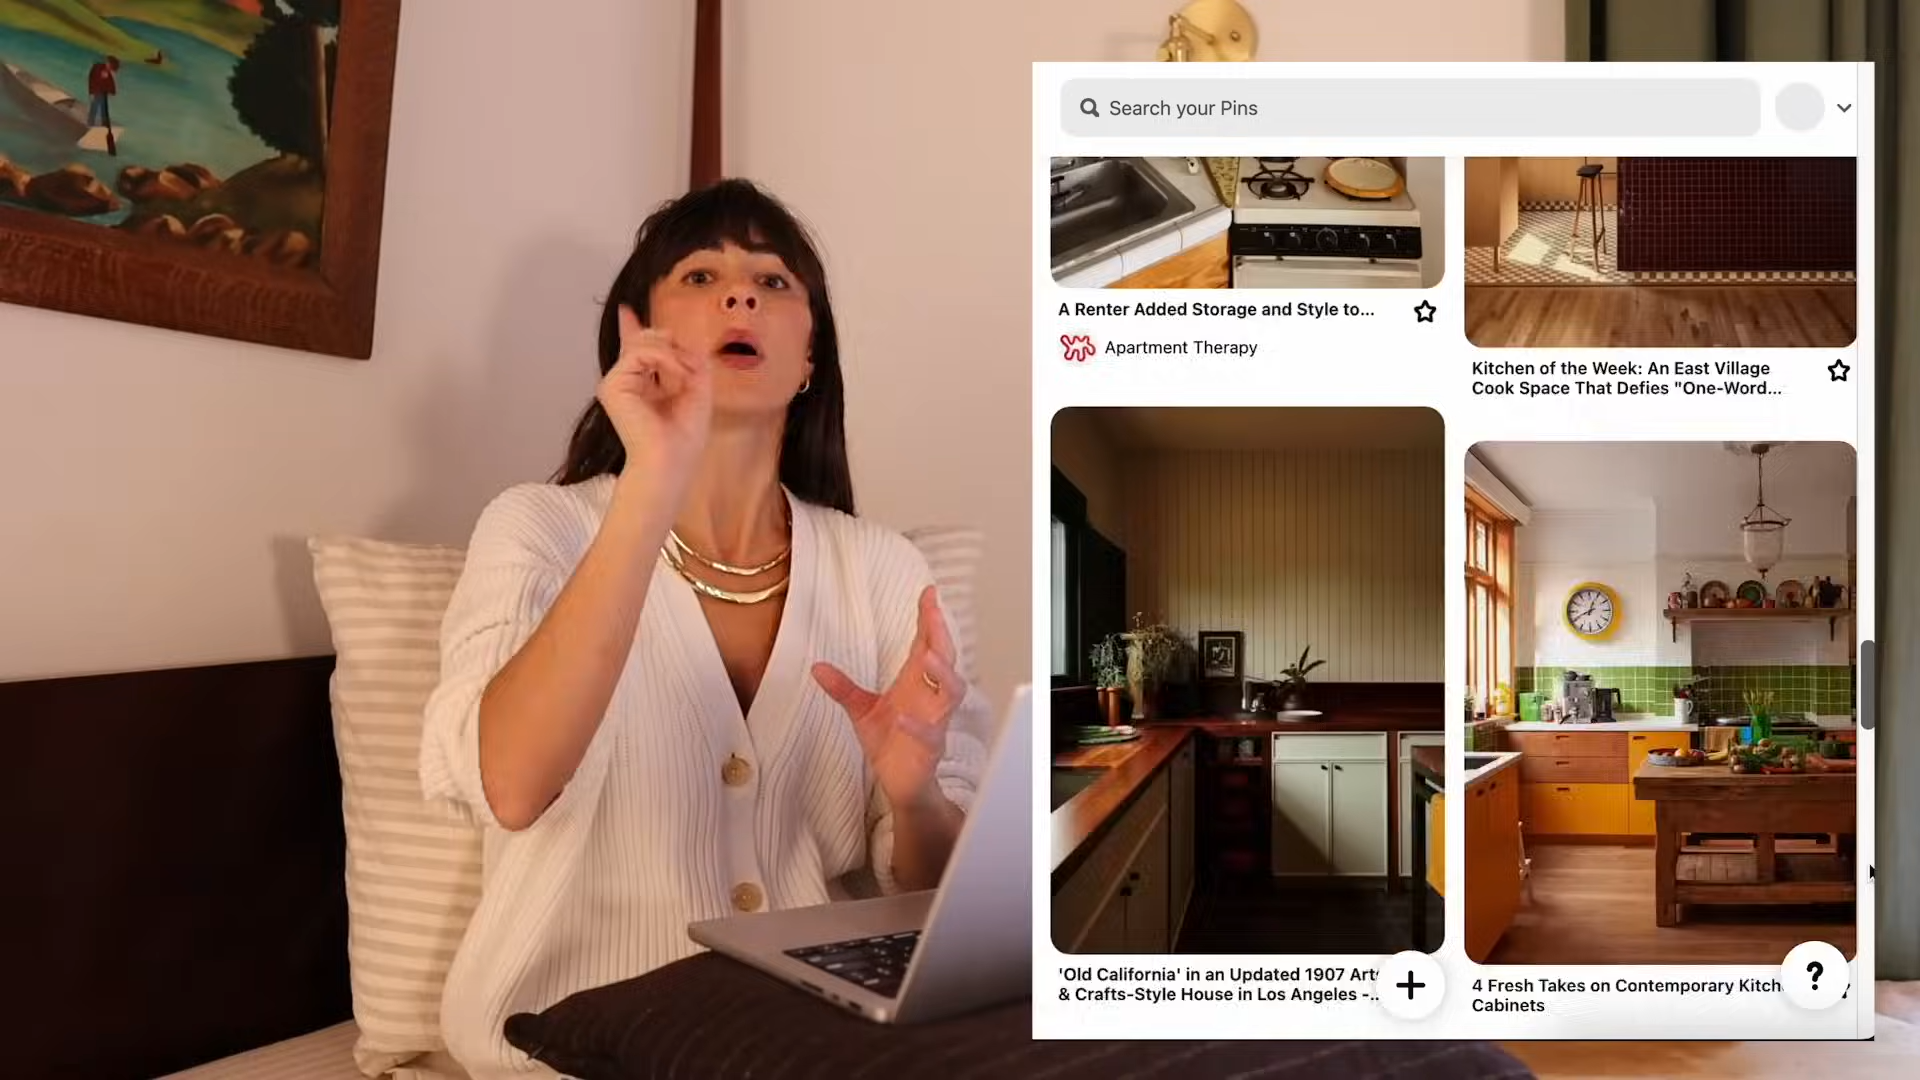 Search your Pins
A Renter Added Storage and Style to...
Apartment Therapy
Kitchen of the Week: An East Village
Cook Space That Defies "One-Word...
'Old California' in an Updated 1907 Arts
& Crafts-Style House in Los Angeles -...
4 Fresh Takes on Contemporary Kitch
Cabinets